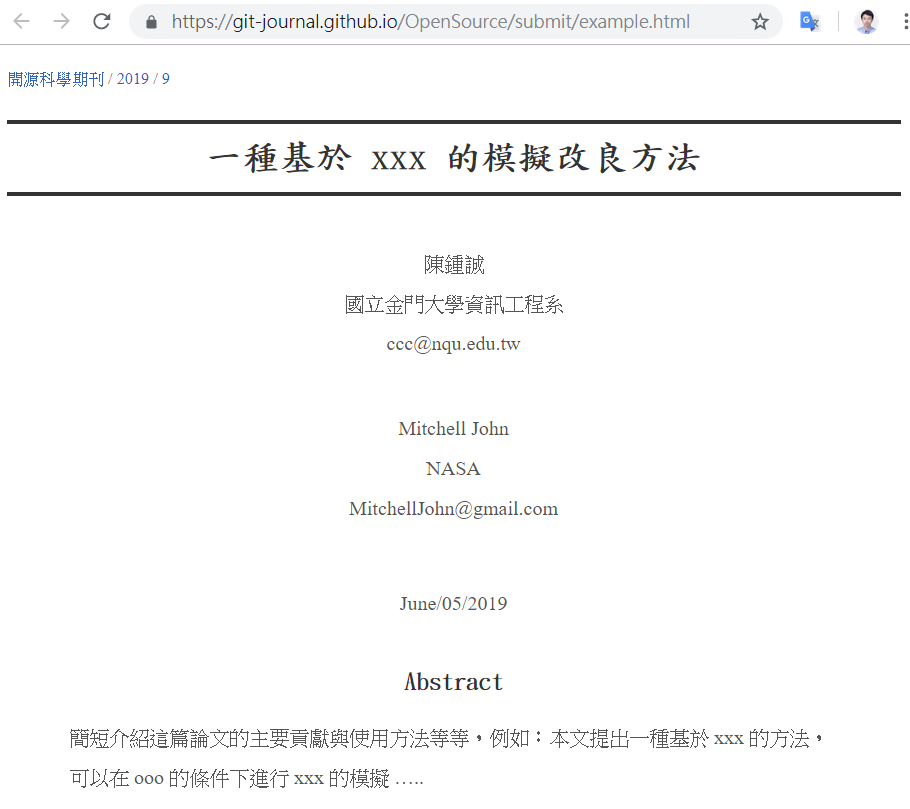 https://git-journal.github.io/OpenSource/submit/example.html
開源科學期刊 / 2019 / 9
一種基於 xxx 的模擬改良方法
陳鍾誠
國立金門大學資訊工程系
ccc@nqu.edu.tw
Mitchell John
NASA
MitchellJohn@gmail.com
June/05/2019
Abstract
簡短介紹這篇論文的主要貢獻與使用方法等等，例如：本文提出一種基於 xxx 的方法，
可以在 ooo 的條件下進行 xxx 的模擬 …..